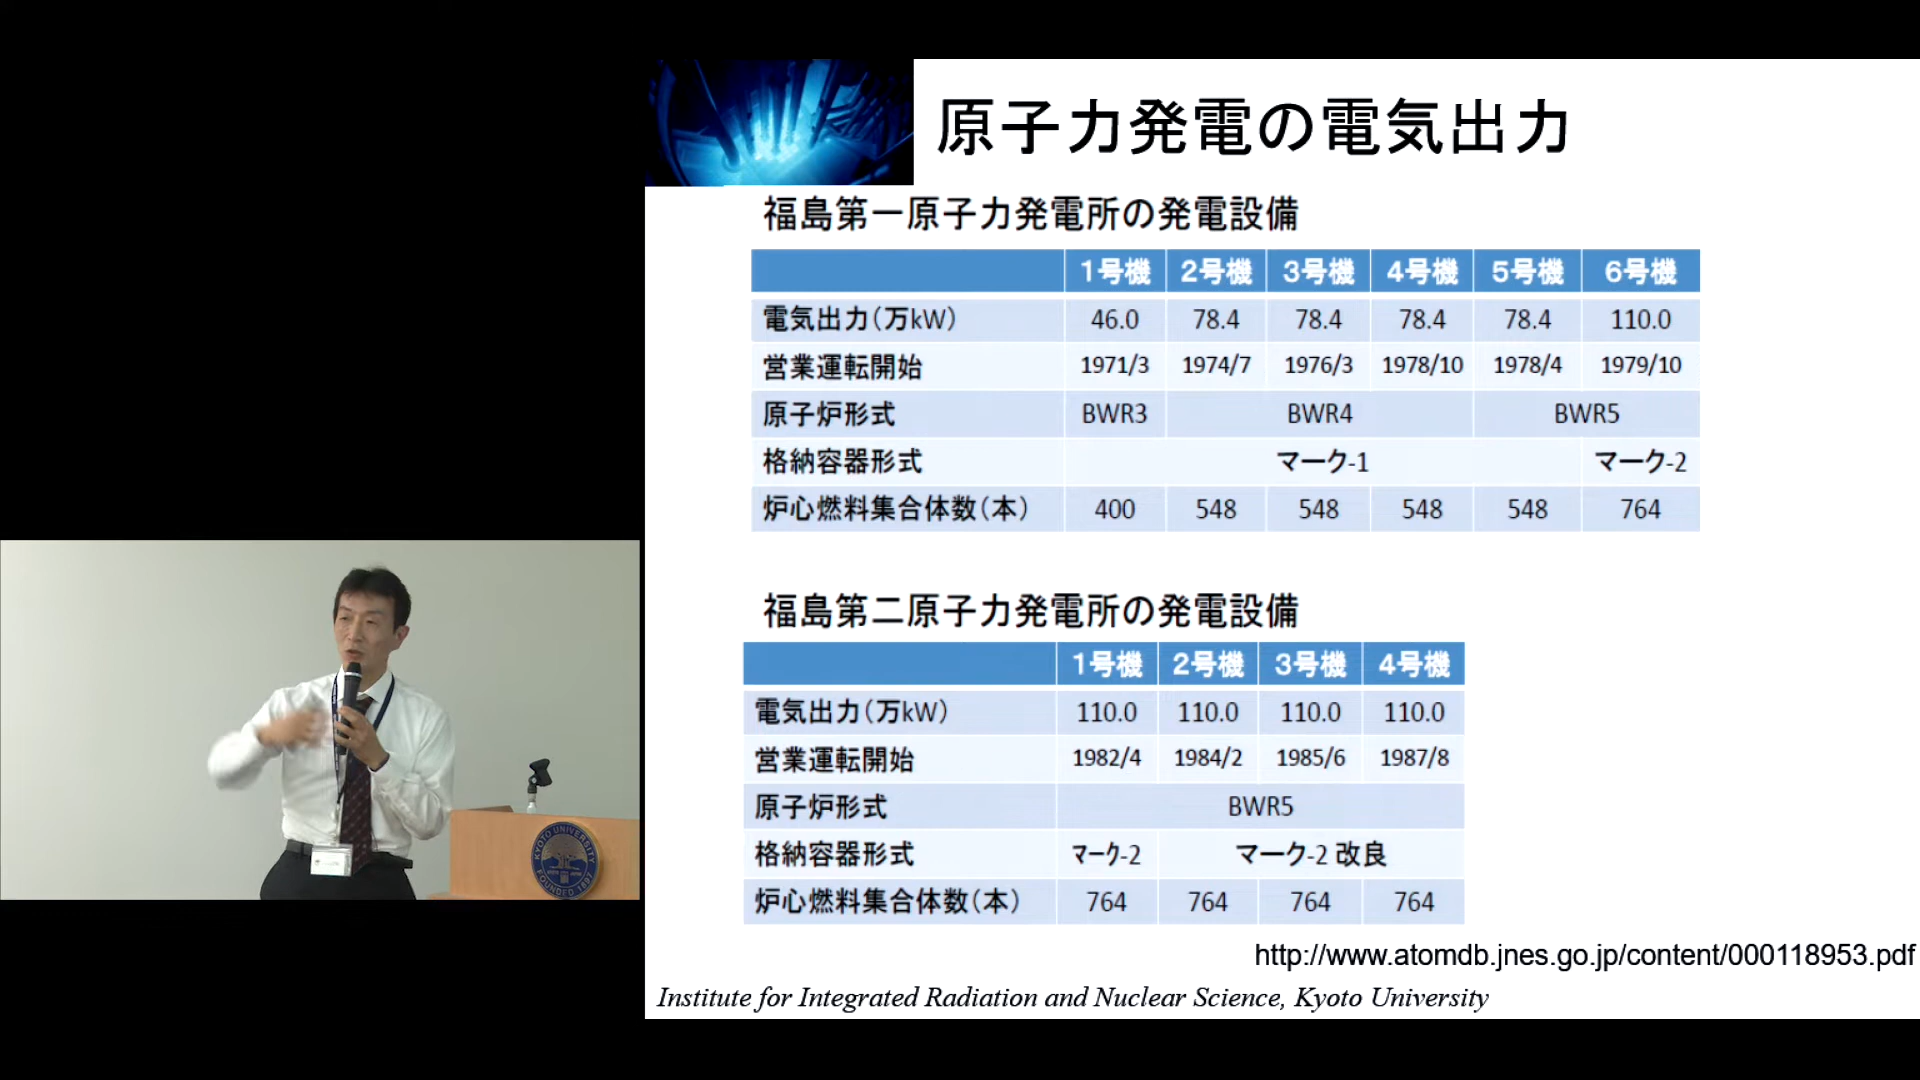 原子力発電の電気出力
福島第一原子力発電所の発電設備
1号機 2号機 3号機 4号機 5号機 6号機
電気出力(万kW) 46.0 78.4 78.4 78.4 78.4 110.0
営業運転開始 1971/3 1974/7 1976/3 1978/10 1978/4 1979/10
原子炉形式 BWR3 BWR4 BWR5
格納容器形式 マーク-1 マーク-2
炉心燃料集合体数(本) 400 548 548 548 548 764
福島第二原子力発電所の発電設備
1号機 2号機 3号機 4号機
電気出力(万kW) 110.0 110.0 110.0 110.0
営業運転開始 1982/4 1984/2 1985/6 1987/8
原子炉形式 BWR5
格納容器形式 ﾏｰｸ-2 マーク-2 改良
炉心燃料集合体数(本) 764 764 764 764
http://www.atomdb.jnes.go.jp/content/000118953.pdf
Institute for Integrated Radiation and Nuclear Science, Kyoto University
KYOTO UNIVERSITY
FOUNDED 1897